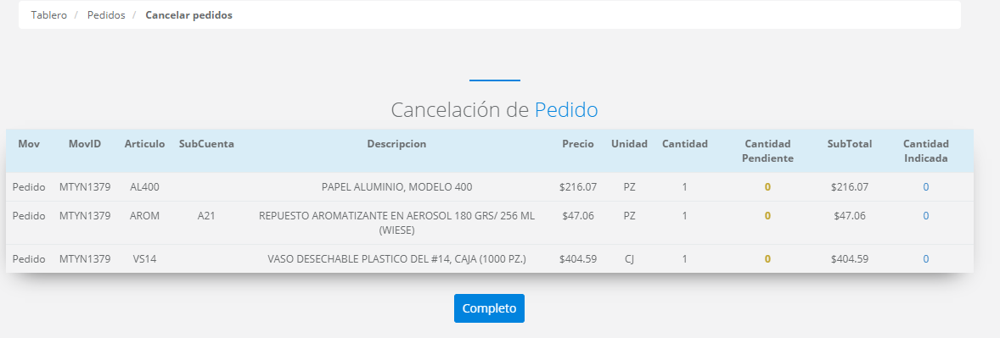 Tablero / Pedidos / Cancelar pedidos
Cancelación de Pedido
Mov MovID Articulo SubCuenta Descripcion Precio Unidad Cantidad Cantidad Pendiente SubTotal Cantidad Indicada
Pedido MTYN1379 AL400 PAPEL ALUMINIO, MODELO 400 $216.07 PZ 1 0 $216.07 0
Pedido MTYN1379 AROM A21 REPUESTO AROMATIZANTE EN AEROSOL 180 GRS/ 256 ML (WIESE) $47.06 PZ 1 0 $47.06 0
Pedido MTYN1379 VS14 VASO DESECHABLE PLASTICO DEL #14, CAJA (1000 PZ.) $404.59 CJ 1 0 $404.59 0
Completo